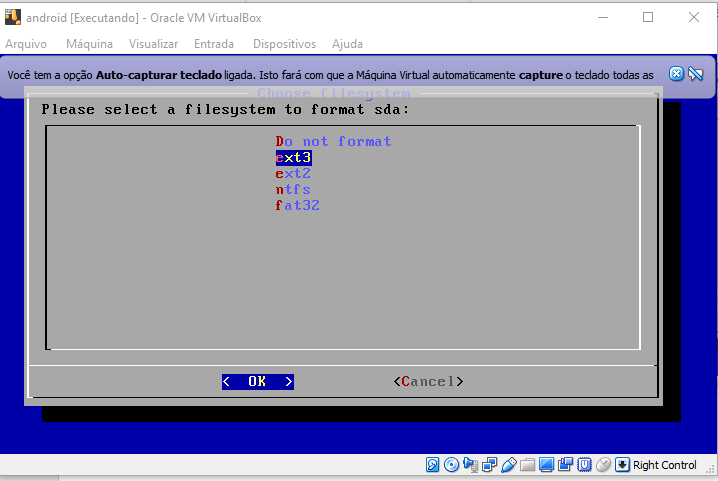 android [Executando] - Oracle VM VirtualBox
Arquivo Máquina Visualizar Entrada Dispositivos Ajuda
Você tem a opção Auto-capturar teclado ligada. Isto fará com que a Máquina Virtual automaticamente capture o teclado todas as
Choose filesystem
Please select a filesystem to format sda:
Do not format
ext3
ext2
ntfs
fat32
< OK > <Cancel>
Right Control